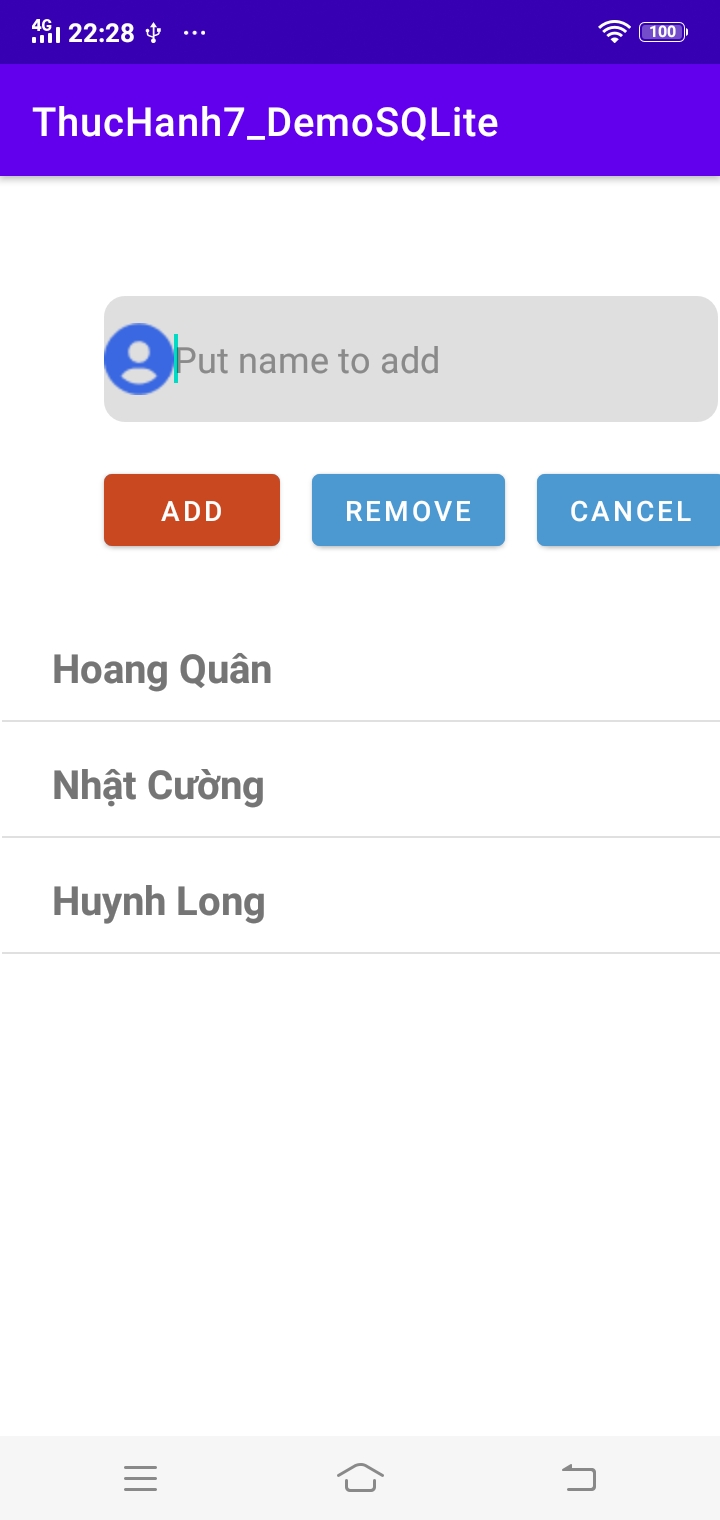 4G 22:28 100
ThucHanh7_DemoSQLite
Put name to add
ADD REMOVE CANCEL
Hoang Quân
Nhật Cường
Huynh Long